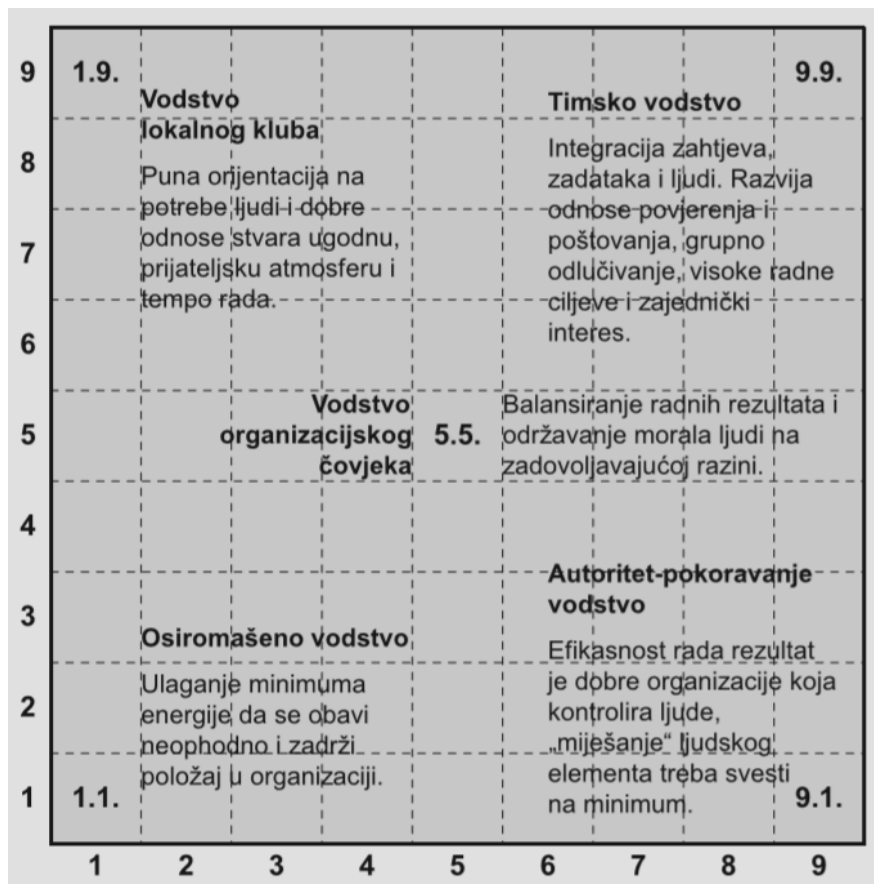 9
1.9.
9.9.
Vodstvo
lokalnog kluba
Timsko vodstvo
8
Puna orijentacija na
potrebe ljudi i dobre
odnose stvara ugodnu,
prijateljsku atmosferu i
tempo rada.
Integracija zahtjeva,
zadataka i ljudi. Razvija
odnose povjerenja i
poštovanja, grupno
odlučivanje, visoke radne
ciljeve i zajednički
interes.
7
6
5
Vodstvo
organizacijskog
čovjeka
5.5.
Balansiranje radnih rezultata i
održavanje morala ljudi na
zadovoljavajućoj razini.
4
3
Osiromašeno vodstvo
Ulaganje minimuma
energije da se obavi
neophodno i zadrži
položaj u organizaciji.
Autoritet-pokoravanje
vodstvo
Efikasnost rada rezultat
je dobre organizacije koja
kontrolira ljude,
„miješanje“ ljudskog
elementa treba svesti
na minimum.
2
1
1.1.
9.1.
1 2 3 4 5 6 7 8 9